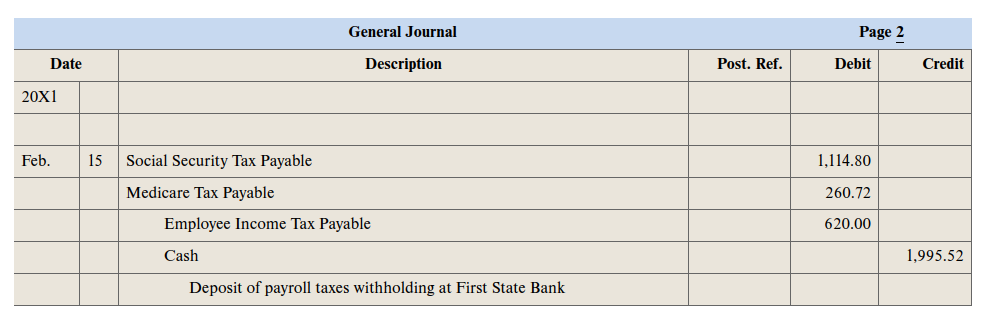 General Journal Page 2
Date Description Post. Ref. Debit Credit
20X1
Feb. 15 Social Security Tax Payable 1,114.80
Medicare Tax Payable 260.72
Employee Income Tax Payable 620.00
Cash 1,995.52
Deposit of payroll taxes withholding at First State Bank